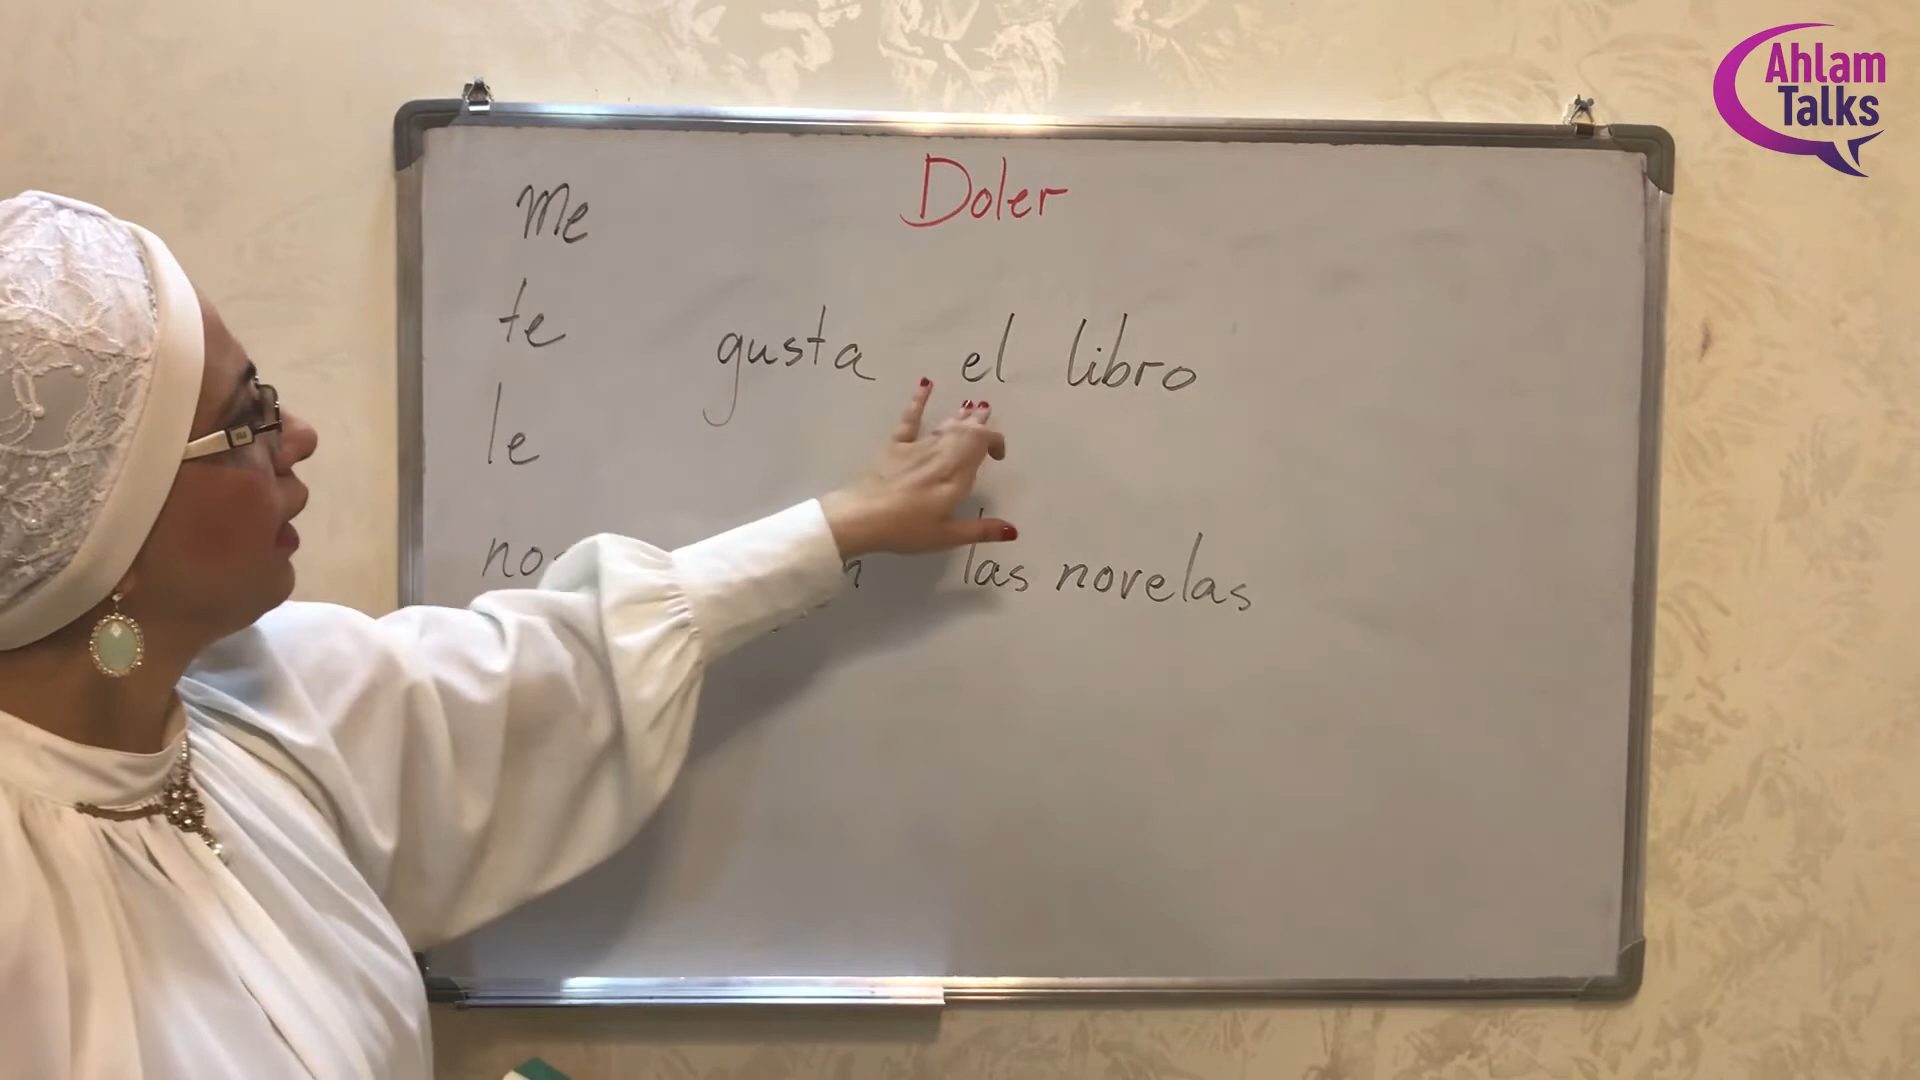 Ahlam
Talks
Doler
Me
te
gusta el libro
le
las novelas